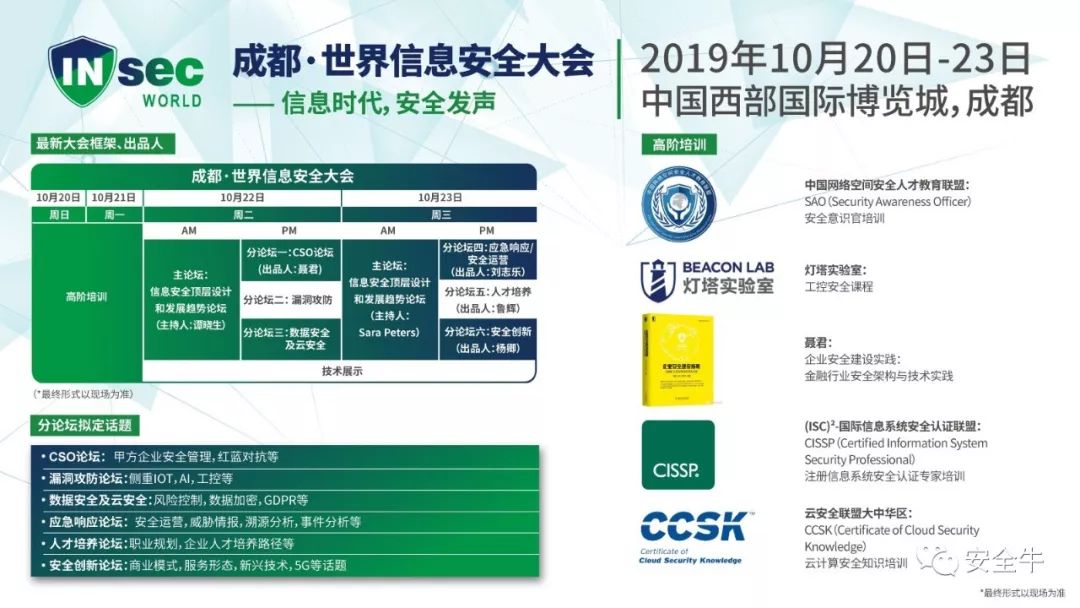 INsec
WORLD
成都·世界信息安全大会
—— 信息时代，安全发声
2019年10月20日-23日
中国西部国际博览城，成都
最新大会框架、出品人
成都·世界信息安全大会
10月20日 10月21日 10月22日 10月23日
周日 周一 周二 周三
AM PM AM PM
高阶培训
主论坛：
信息安全顶层设计
和发展趋势论坛
（主持人：谭晓生）
分论坛一：CSO论坛
（出品人：聂君）
分论坛二：漏洞攻防
分论坛三：数据安全
及云安全
主论坛：
信息安全顶层设计
和发展趋势论坛
（主持人：
Sara Peters）
分论坛四：应急响应/
安全运营
（出品人：刘志乐）
分论坛五：人才培养
（出品人：鲁辉）
分论坛六：安全创新
（出品人：杨卿）
技术展示
（*最终形式以现场为准）
分论坛拟定话题
• CSO论坛： 甲方企业安全管理，红蓝对抗等
• 漏洞攻防论坛：侧重IOT，AI，工控等
• 数据安全及云安全：风险控制，数据加密，GDPR等
• 应急响应论坛： 安全运营，威胁情报，溯源分析，事件分析等
• 人才培养论坛：职业规划，企业人才培养路径等
• 安全创新论坛：商业模式，服务形态，新兴技术，5G等话题
高阶培训
中国网络空间安全人才教育联盟：
SAO（Security Awareness Officer）
安全意识官培训
BEACON LAB
灯塔实验室
灯塔实验室：
工控安全课程
企业安全建设指南
聂君：
企业安全建设实践：
金融行业安全架构与技术实践
CISSP.
(ISC)²-国际信息系统安全认证联盟：
CISSP（Certified Information System
Security Professional）
注册信息系统安全认证专家培训
CCSK™
Certificate of
Cloud Security Knowledge
云安全联盟大中华区：
CCSK（Certificate of Cloud Security
Knowledge）
云计算安全知识培训
安全牛
*最终形式以现场为准